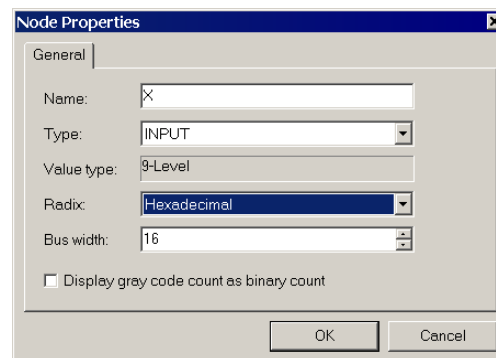 Node Properties
General
Name: X
Type: INPUT
Value type: 9-Level
Radix: Hexadecimal
Bus width: 16
Display gray code count as binary count
OK Cancel